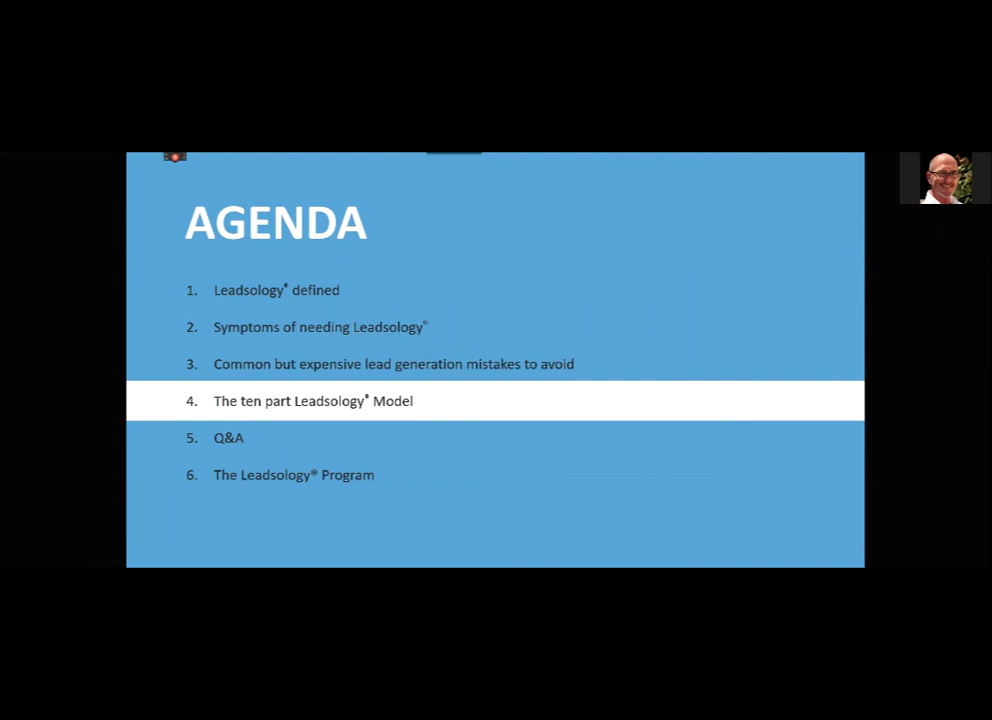 AGENDA
1. Leadsology® defined
2. Symptoms of needing Leadsology®
3. Common but expensive lead generation mistakes to avoid
4. The ten part Leadsology® Model
5. Q&A
6. The Leadsology® Program